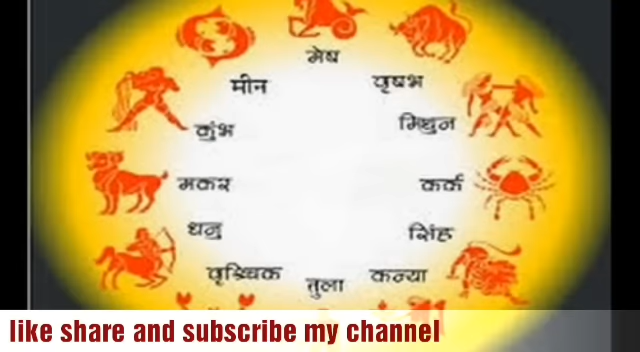 मेष
मीन
वृषभ
कुंभ
मिथुन
मकर
कर्क
धनु
सिंह
वृश्चिक
तुला
कन्या
like share and subscribe my channel